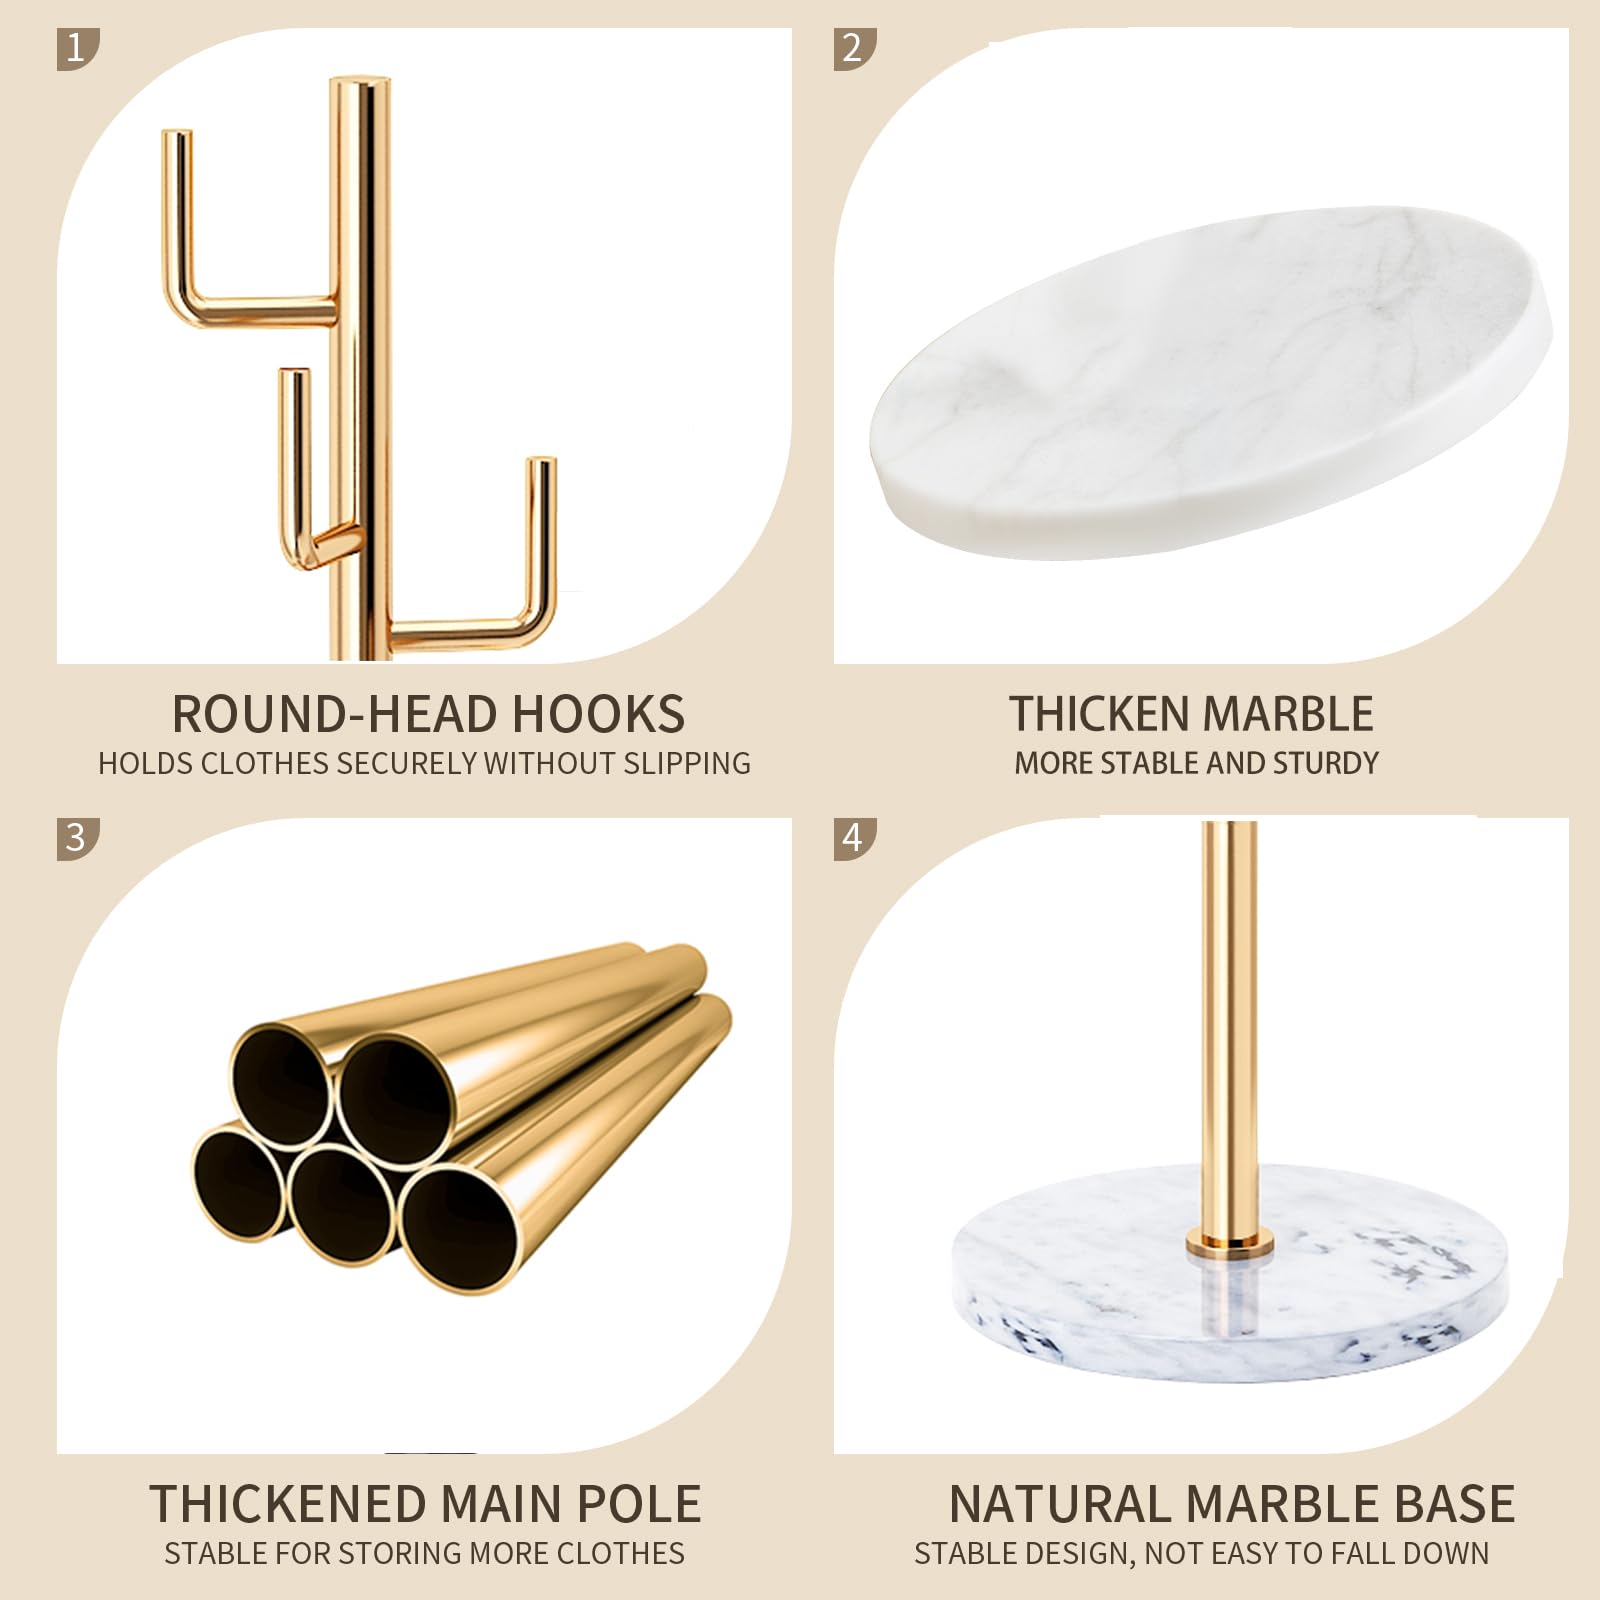 1
ROUND-HEAD HOOKS
HOLDS CLOTHES SECURELY WITHOUT SLIPPING
2
THICKEN MARBLE
MORE STABLE AND STURDY
3
THICKENED MAIN POLE
STABLE FOR STORING MORE CLOTHES
4
NATURAL MARBLE BASE
STABLE DESIGN, NOT EASY TO FALL DOWN